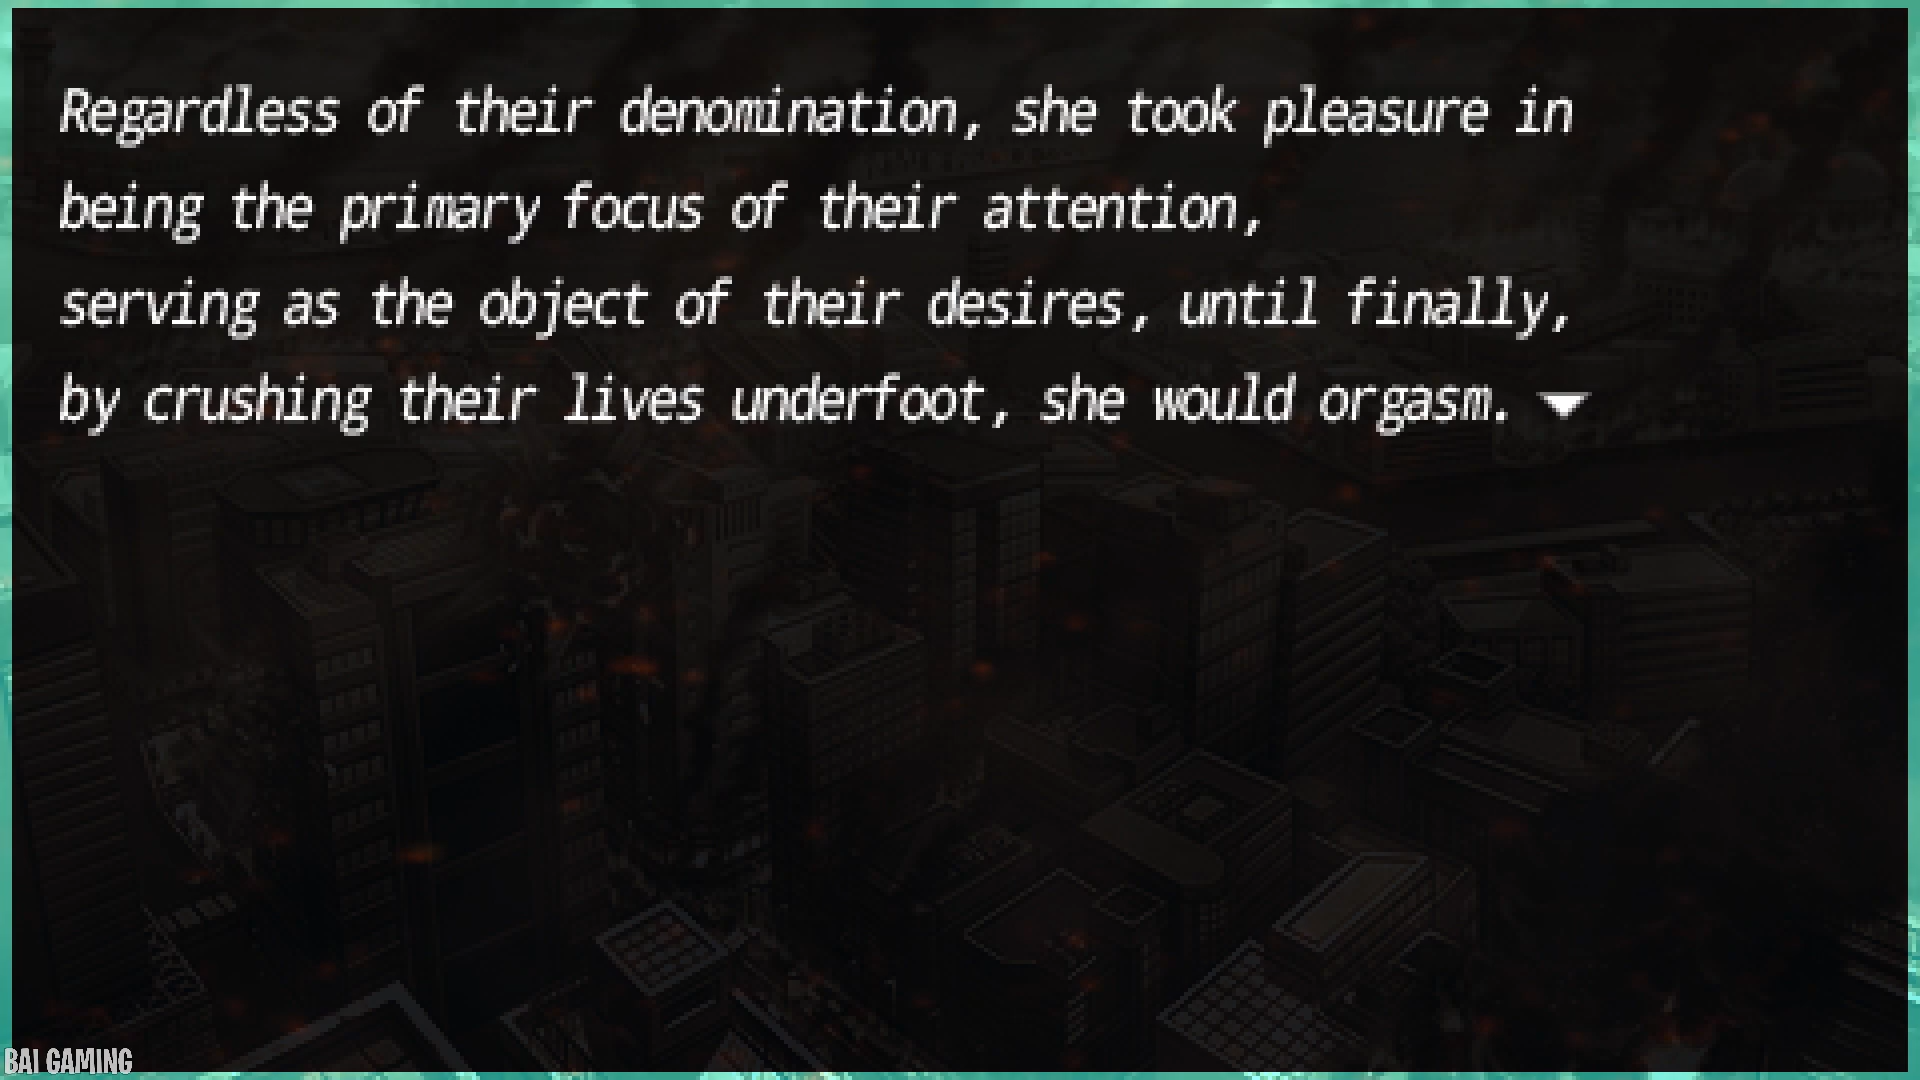 Regardless of their denomination, she took pleasure in
being the primary focus of their attention,
serving as the object of their desires, until finally,
by crushing their lives underfoot, she would orgasm.
BAI GAMING